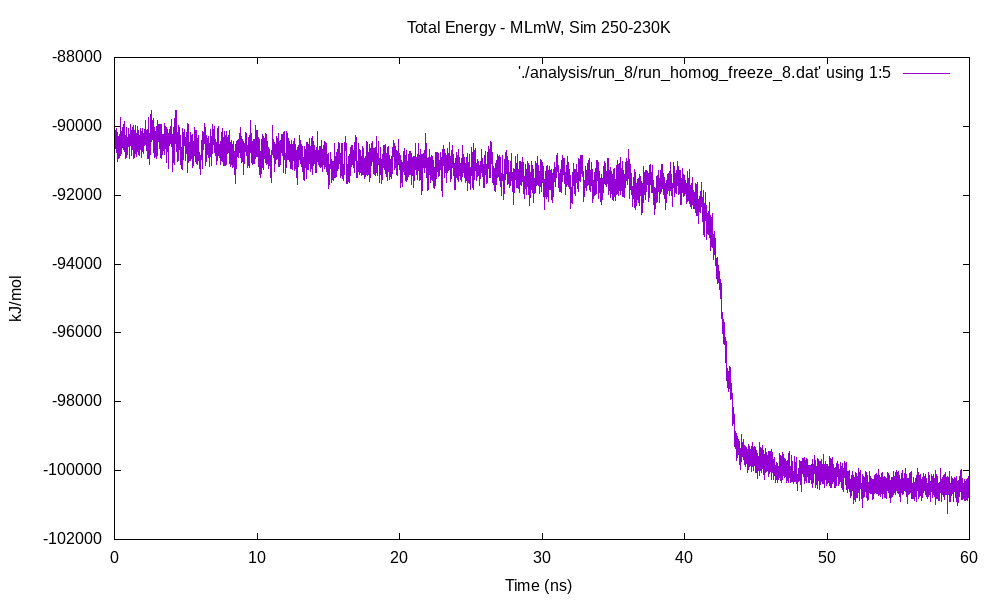 Total Energy - MLmW, Sim 250-230K
'./analysis/run_8/run_homog_freeze_8.dat' using 1:5
-88000
-90000
-92000
-94000
-96000
-98000
-100000
-102000
kJ/mol
0 10 20 30 40 50 60
Time (ns)